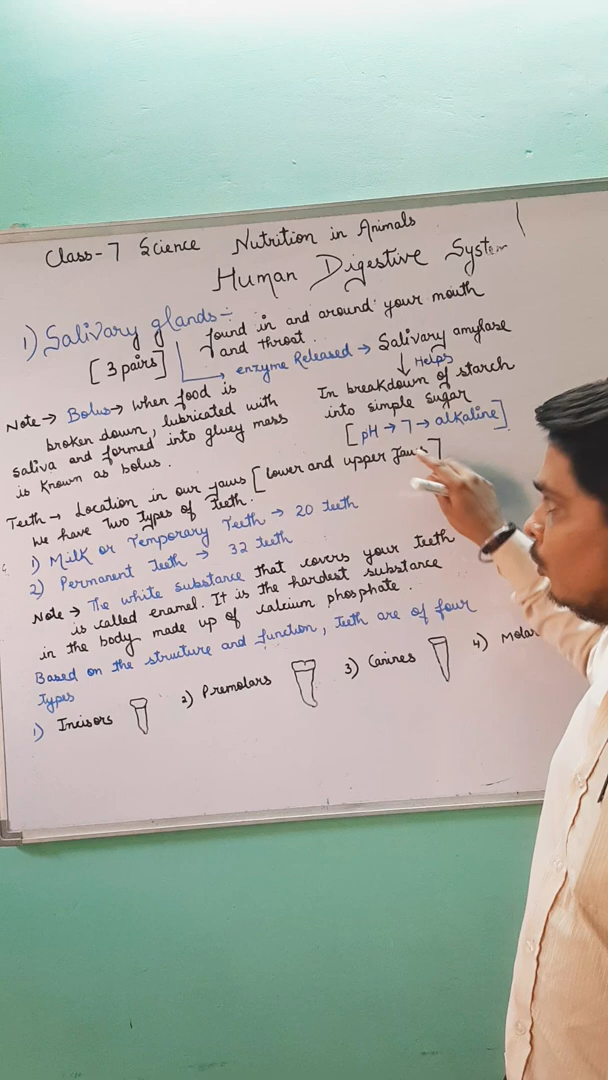 Class-7 Science Nutrition in Animals
Human Digestive System
1) Salivary glands:- found in and around your mouth
[3 pairs] and throat.
enzyme Released → Salivary amylase
↓ Helps
In breakdown of starch
into simple sugar
[pH → 7 → alkaline]
Note → Bolus → When food is
broken down, lubricated with
saliva and formed into gluey mass
is known as bolus.
Teeth → Location in our jaws [lower and upper jaws]
We have two types of teeth.
1) Milk or Temporary Teeth → 20 teeth
2) Permanent Teeth → 32 teeth
Note → The white substance that covers your teeth
is called enamel. It is the hardest substance
in the body made up of calcium phosphate.
Based on the structure and function, teeth are of four
types
1) Incisors 2) Premolars 3) Canines 4) Molar